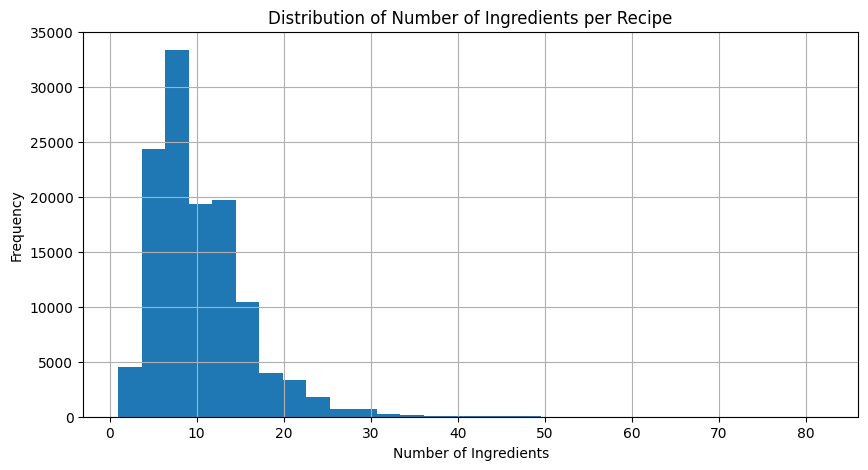 Distribution of Number of Ingredients per Recipe
35000
30000
25000
20000
15000
10000
5000
0
Frequency
0 10 20 30 40 50 60 70 80
Number of Ingredients